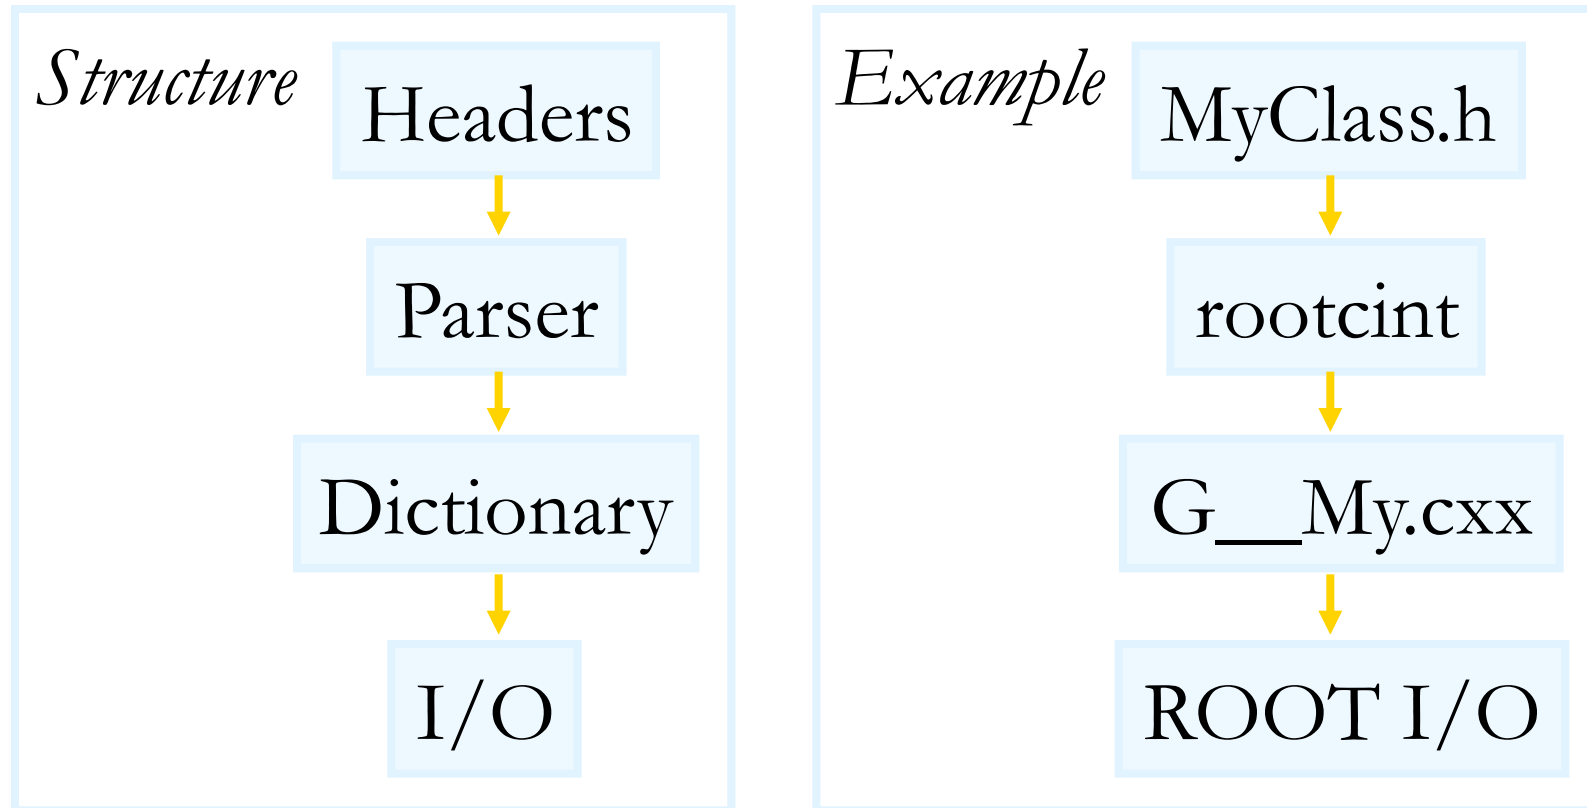 Structure
Headers
Parser
Dictionary
I/O
Example
MyClass.h
rootcint
G__My.cxx
ROOT I/O